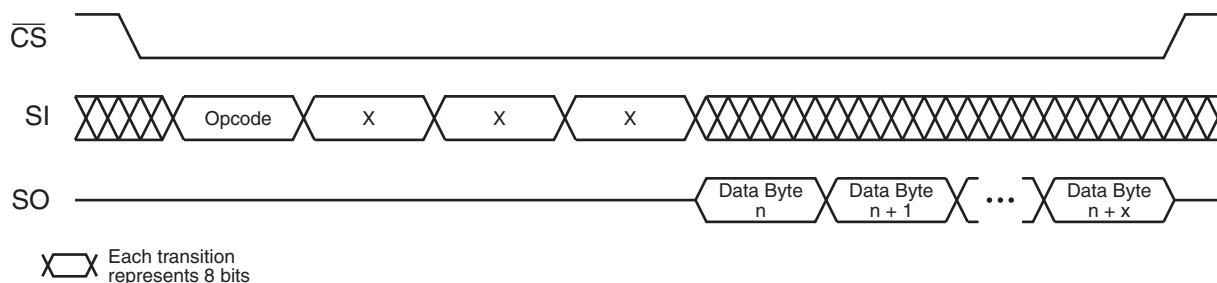 CS
SI
Opcode
X
X
X
SO
Data Byte
n
Data Byte
n + 1
•••
Data Byte
n + x
Each transition
represents 8 bits